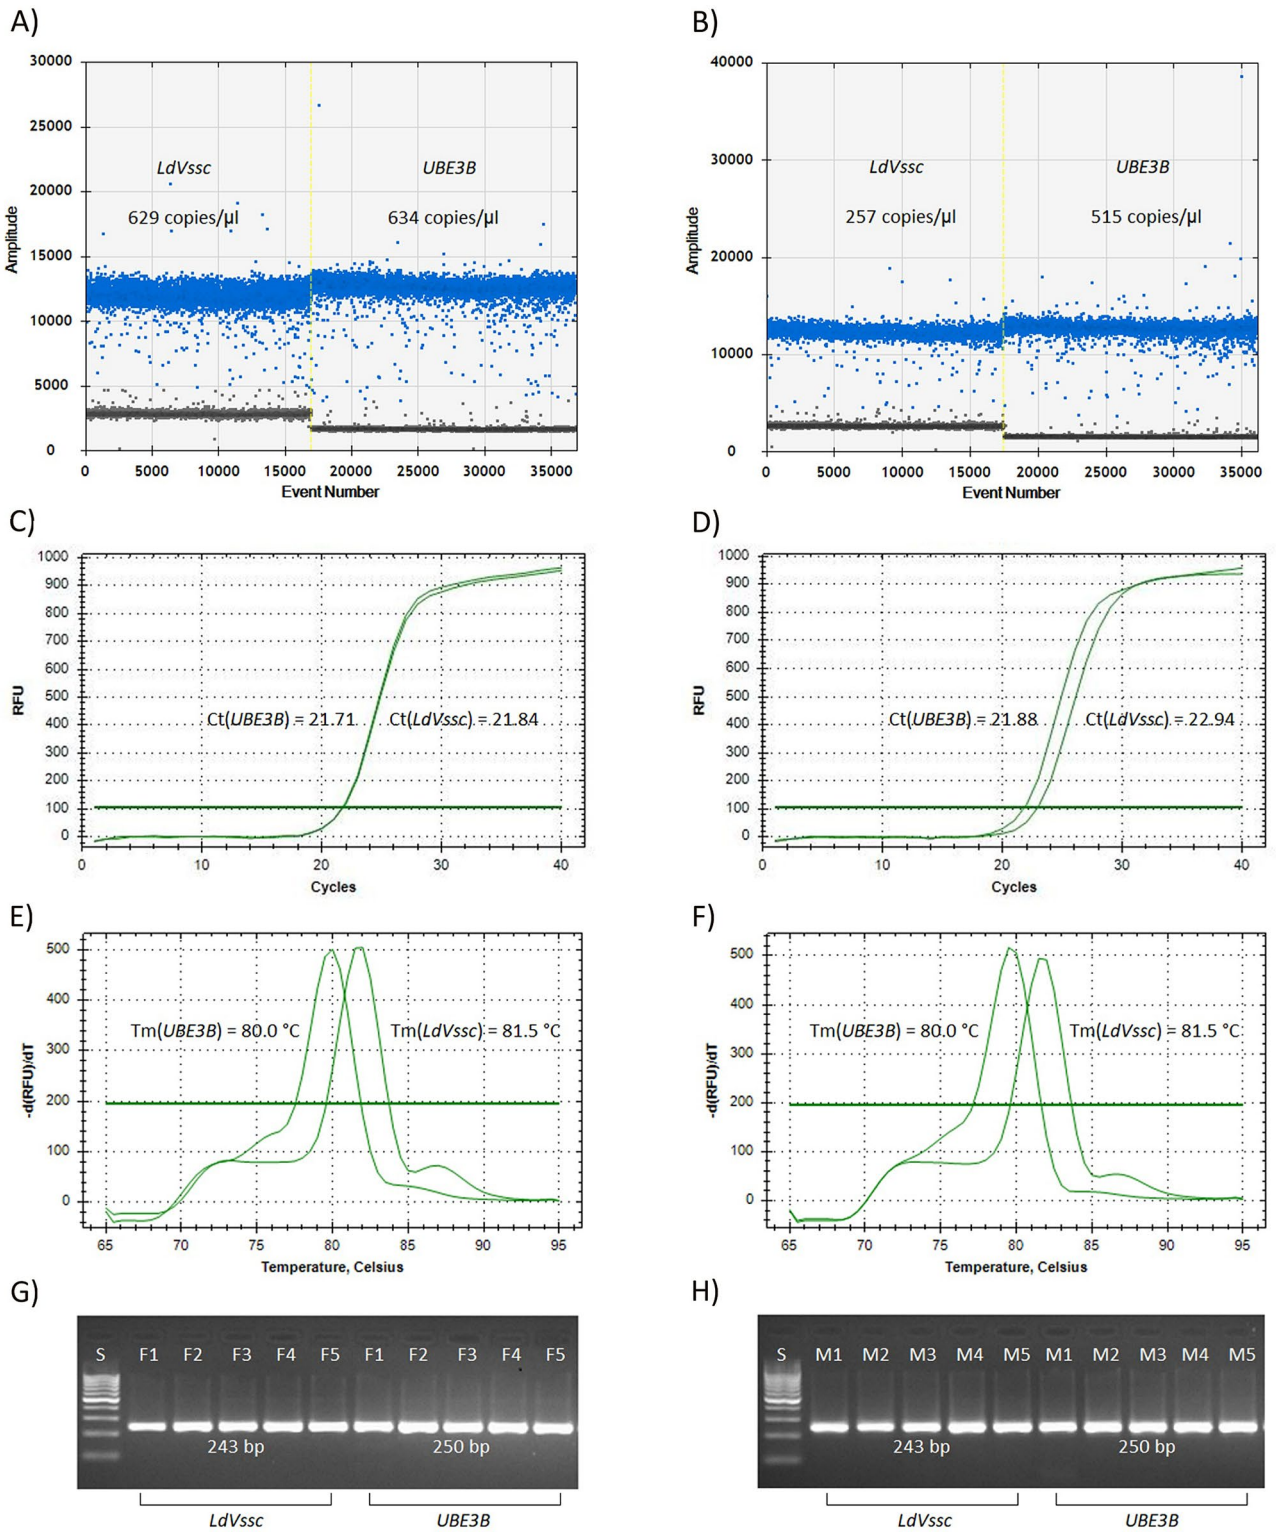 A)
30000
25000
20000
15000
10000
5000
0
Amplitude
LdVssc
UBE3B
629 copies/µl
634 copies/µl
0 5000 10000 15000 20000 25000 30000 35000
Event Number
B)
40000
30000
20000
10000
0
Amplitude
LdVssc
UBE3B
257 copies/µl
515 copies/µl
0 5000 10000 15000 20000 25000 30000 35000
Event Number
C)
1000
900
800
700
600
500
400
300
200
100
0
RFU
Ct(UBE3B) = 21.71
Ct(LdVssc) = 21.84
0 10 20 30 40
Cycles
D)
1000
900
800
700
600
500
400
300
200
100
0
RFU
Ct(UBE3B) = 21.88
Ct(LdVssc) = 22.94
0 10 20 30 40
Cycles
E)
500
400
300
200
100
0
-d(RFU)/dT
Tm(UBE3B) = 80.0 °C
Tm(LdVssc) = 81.5 °C
65 70 75 80 85 90 95
Temperature, Celsius
F)
500
400
300
200
100
0
-d(RFU)/dT
Tm(UBE3B) = 80.0 °C
Tm(LdVssc) = 81.5 °C
65 70 75 80 85 90 95
Temperature, Celsius
G)
S F1 F2 F3 F4 F5 F1 F2 F3 F4 F5
243 bp
250 bp
LdVssc
UBE3B
H)
S M1 M2 M3 M4 M5 M1 M2 M3 M4 M5
243 bp
250 bp
LdVssc
UBE3B